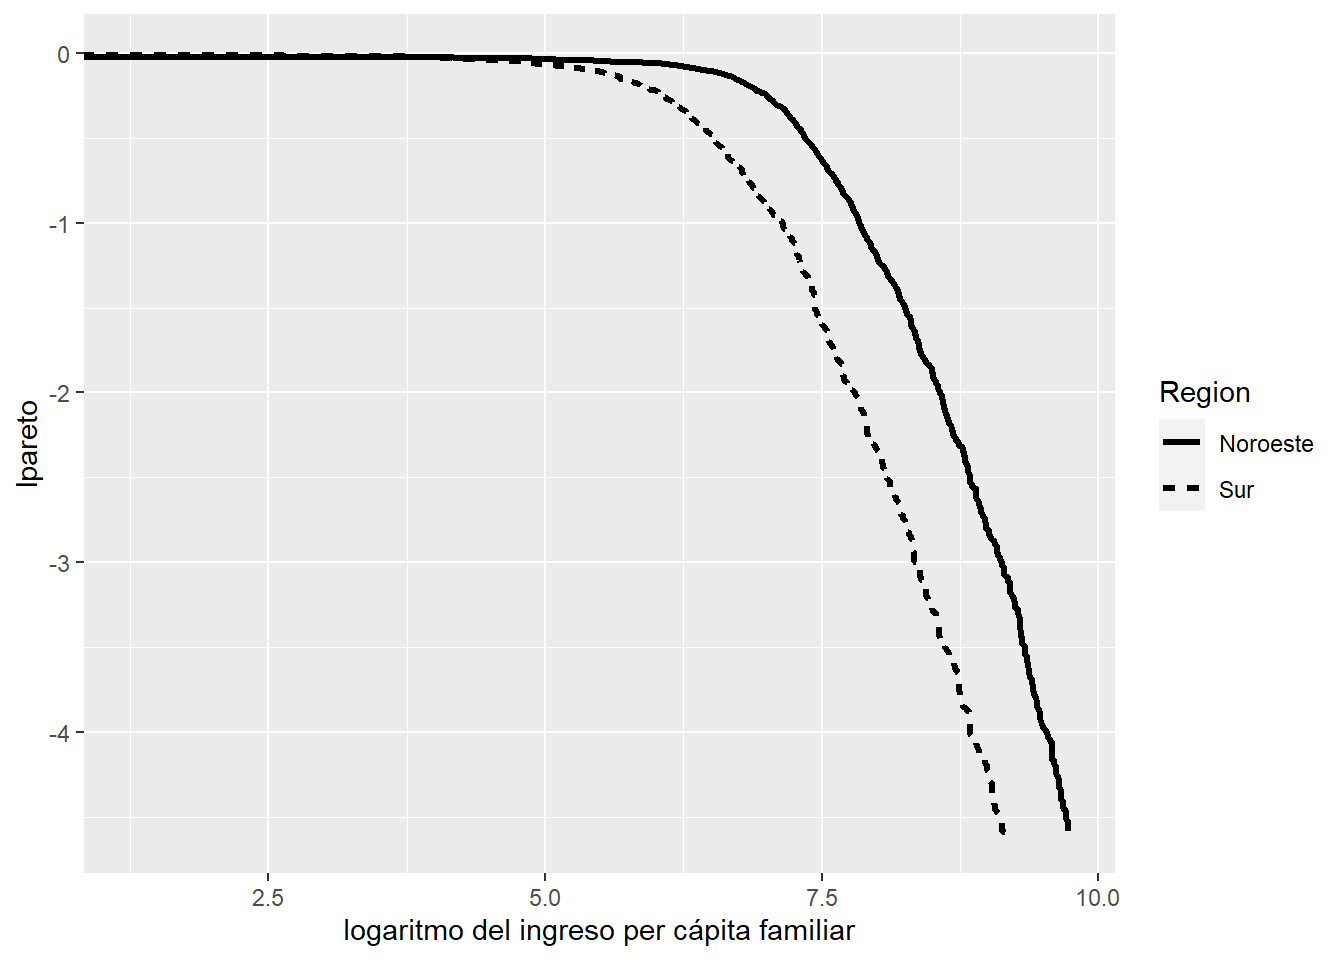 0
-1
-2
-3
-4
lpareto
2.5 5.0 7.5 10.0
logaritmo del ingreso per cápita familiar
Region
Noroeste
Sur